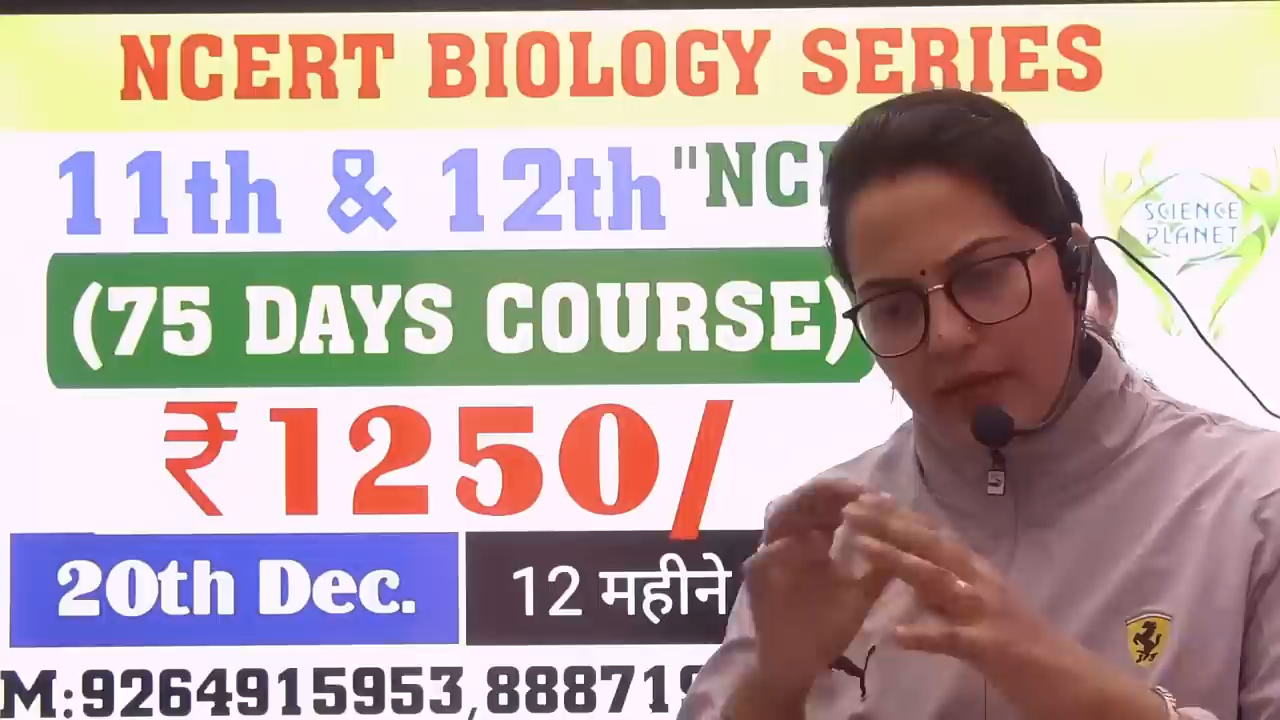 NCERT BIOLOGY SERIES
11th & 12th "NC
SCIENCE
PLANET
(75 DAYS COURSE)
₹1250/
20th Dec.
12 महीने
M:9264915953,88871